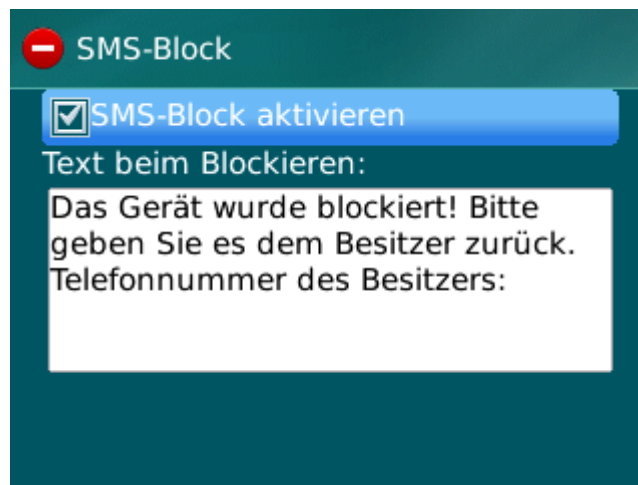 SMS-Block
SMS-Block aktivieren
Text beim Blockieren:
Das Gerät wurde blockiert! Bitte
geben Sie es dem Besitzer zurück.
Telefonnummer des Besitzers: